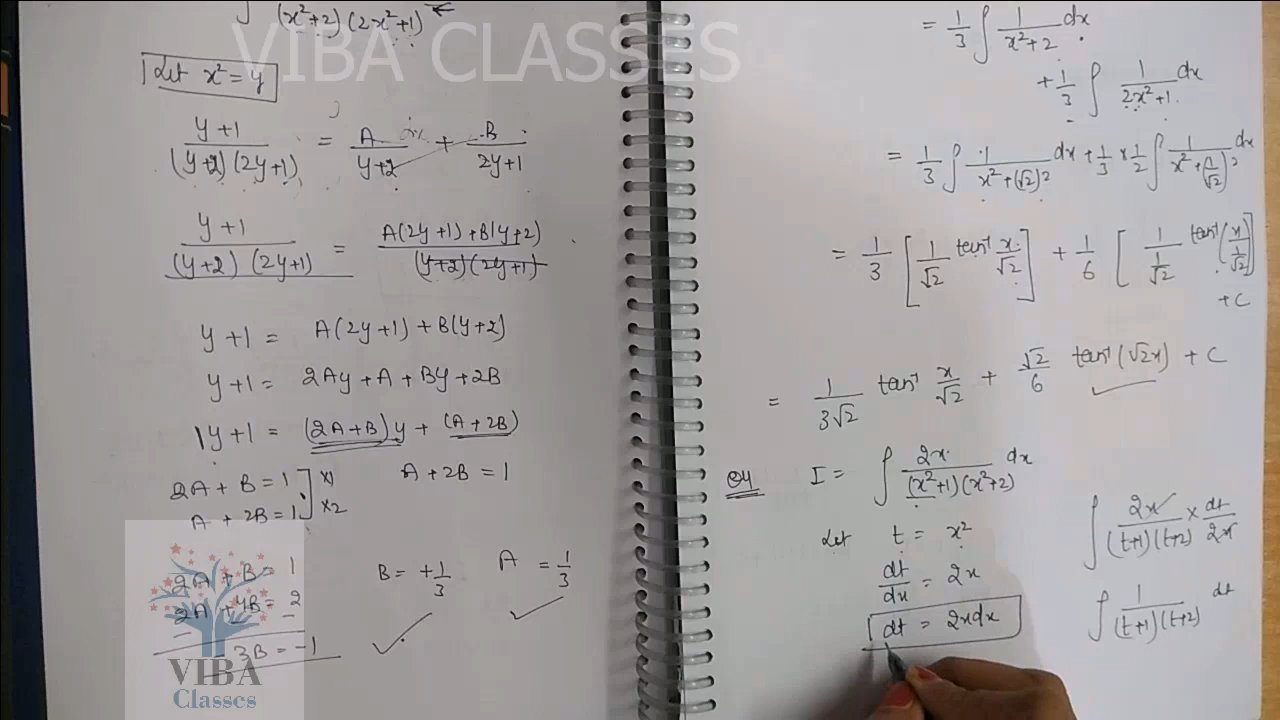 VIBA CLASSES
∫ (x²+2)(2x²+1)
Let x² = y
(y+1)/((y+2)(2y+1)) = A/(y+2) + B/(2y+1)
(y+1)/((y+2)(2y+1)) = (A(2y+1)+B(y+2))/((y+2)(2y+1))
y+1 = A(2y+1) + B(y+2)
y+1 = 2Ay + A + By + 2B
1y+1 = (2A+B)y + (A+2B)
2A + B = 1 ] x1
A + 2B = 1 ] x2
A + 2B = 1
2A + B = 1
2A + 4B = 2
-3B = -1
B = +1/3
A = 1/3
VIBA
Classes
= 1/3 ∫ 1/(x²+2) dx
+ 1/3 ∫ 1/(2x²+1) dx
= 1/3 ∫ 1/(x²+(√2)²) dx + 1/3 × 1/2 ∫ 1/(x²+(1/√2)²) dx
= 1/3 [1/√2 tan⁻¹ x/√2] + 1/6 [1/(1/√2) tan⁻¹(x/(1/√2))]
+C
= 1/(3√2) tan⁻¹ x/√2 + √2/6 tan⁻¹(√2x) + C
Q4 I = ∫ 2x/((x²+1)(x²+2)) dx
Let t = x²
dt/dx = 2x
dt = 2xdx
∫ 2x/((t+1)(t+2)) × dt/2x
∫ 1/((t+1)(t+2)) dt